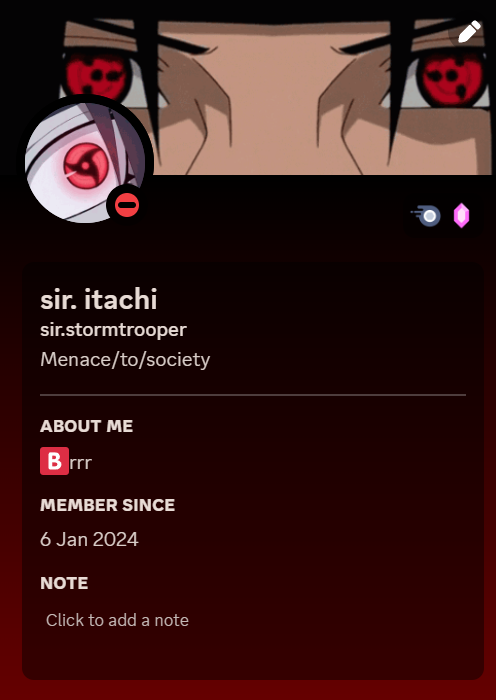 sir. itachi
sir.stormtrooper
Menace/to/society
ABOUT ME
🅱rrr
MEMBER SINCE
6 Jan 2024
NOTE
Click to add a note